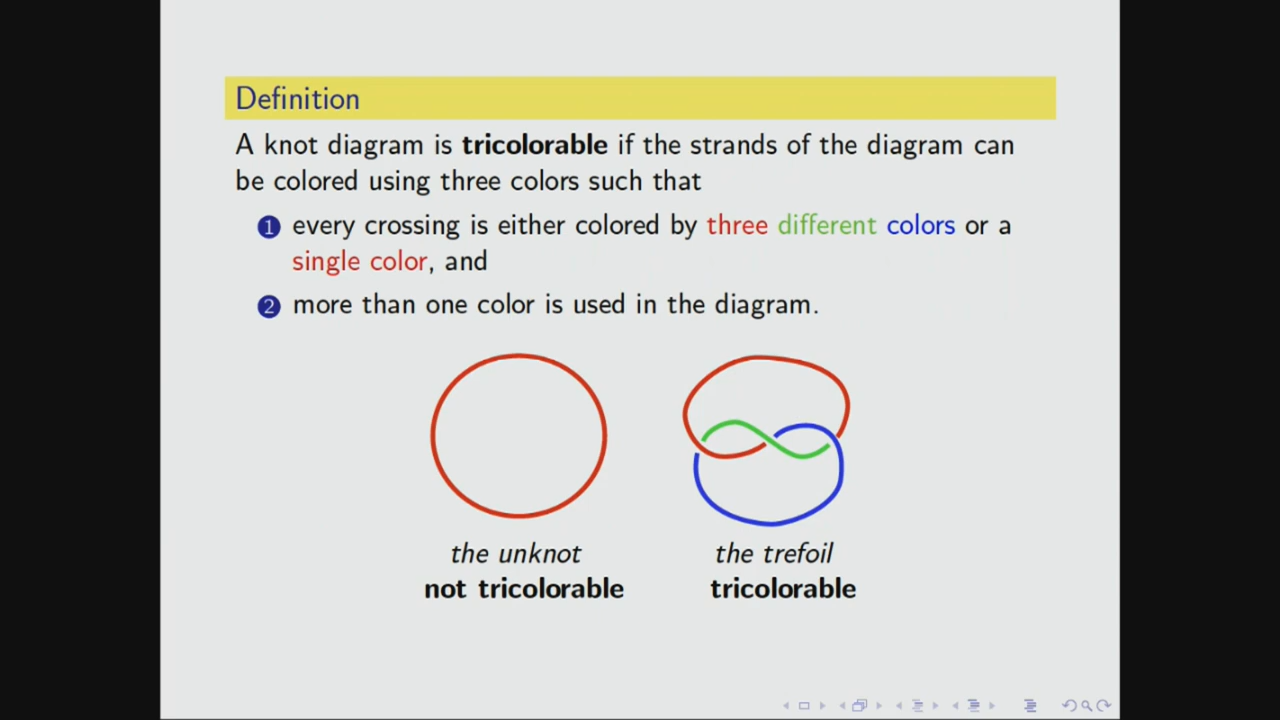 Definition
A knot diagram is tricolorable if the strands of the diagram can
be colored using three colors such that
1 every crossing is either colored by three different colors or a
single color, and
2 more than one color is used in the diagram.
the unknot
not tricolorable
the trefoil
tricolorable